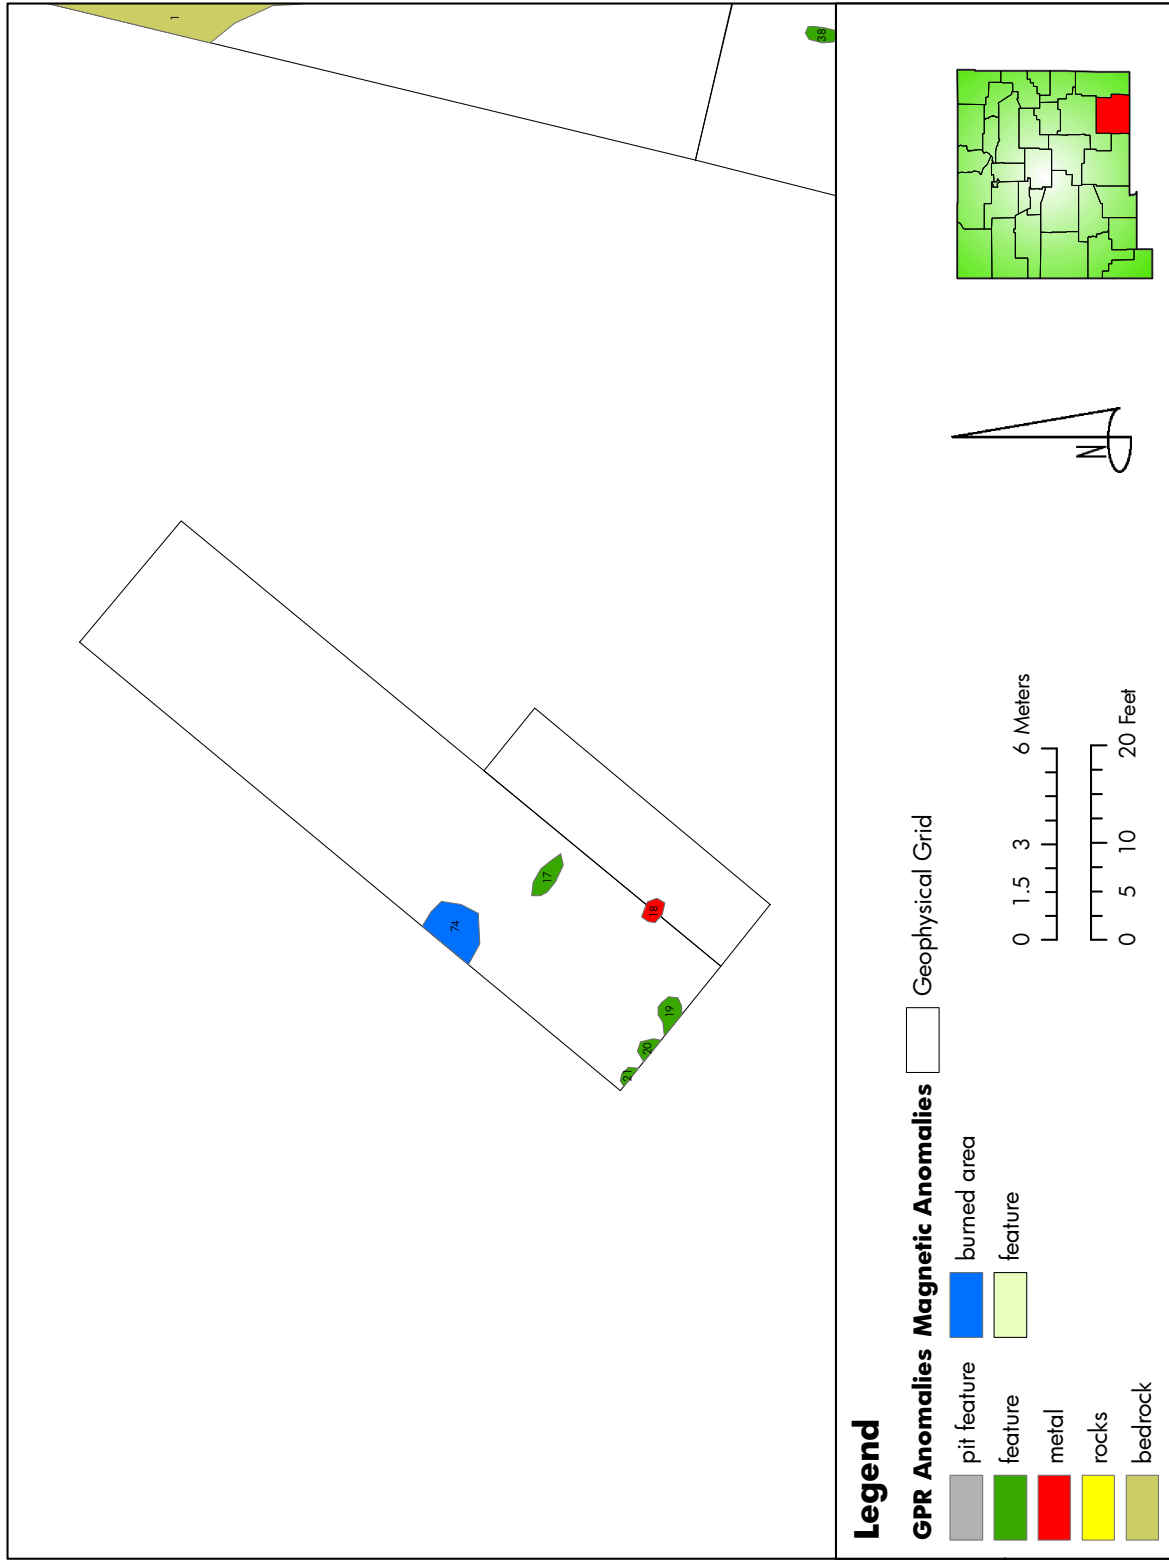 1
38
74
17
18
19
20
21
Legend
GPR Anomalies
pit feature
feature
metal
rocks
bedrock
Magnetic Anomalies
burned area
feature
Geophysical Grid
0 1.5 3 6 Meters
0 5 10 20 Feet
N